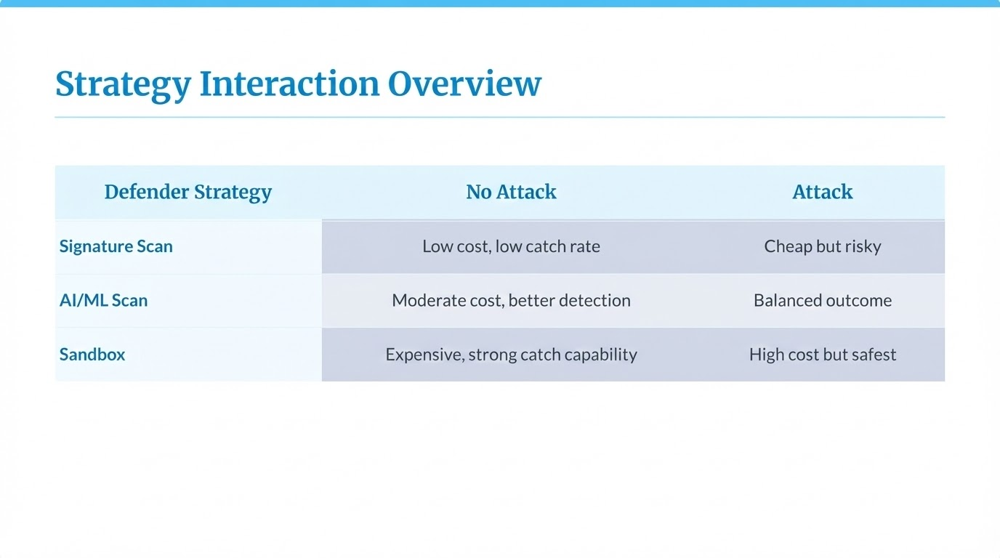 Strategy Interaction Overview
Defender Strategy No Attack Attack
Signature Scan Low cost, low catch rate Cheap but risky
AI/ML Scan Moderate cost, better detection Balanced outcome
Sandbox Expensive, strong catch capability High cost but safest